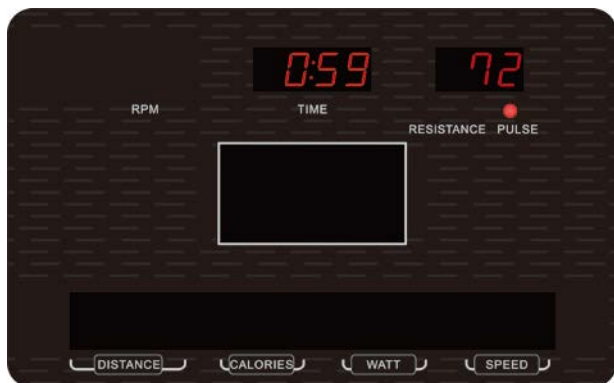 0:59 72
RPM TIME
RESISTANCE PULSE
DISTANCE CALORIES WATT SPEED